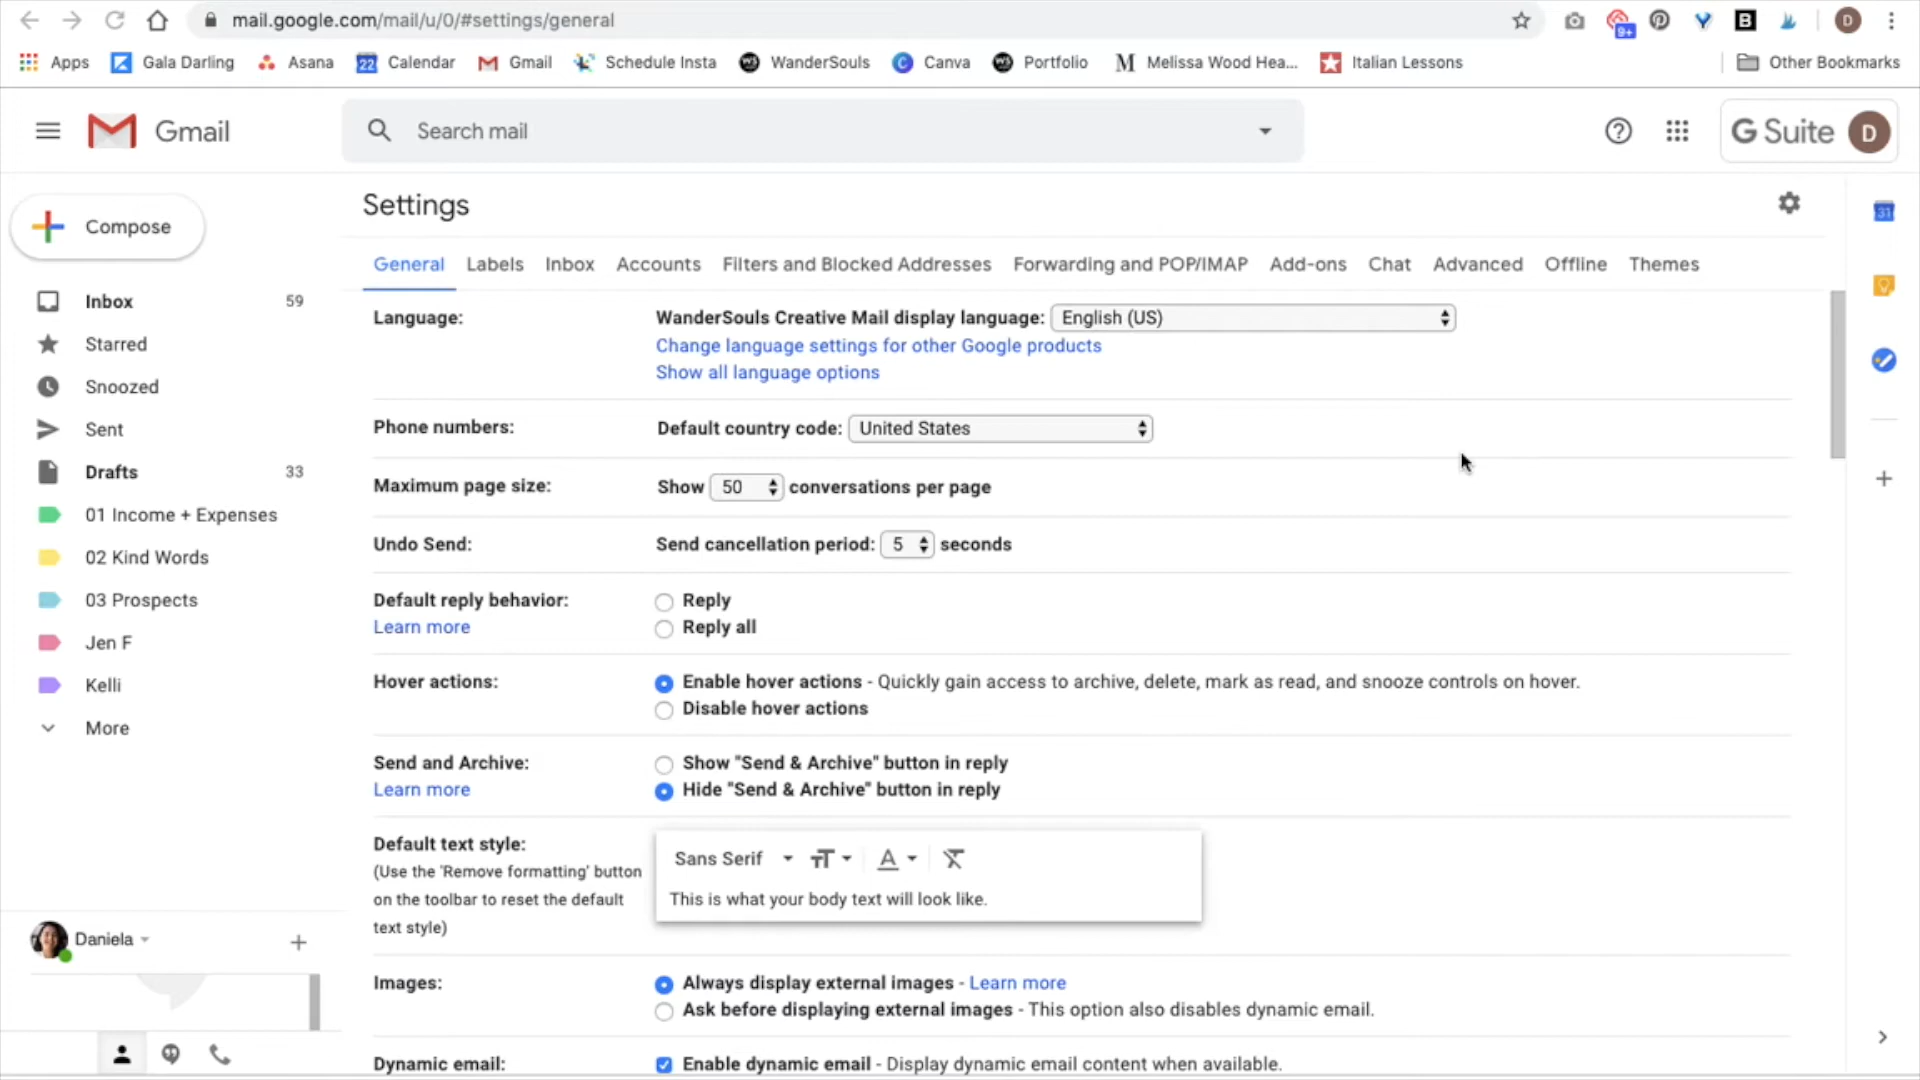 mail.google.com/mail/u/0/#settings/general
9+
B
D
Apps
Gala Darling
Asana
22
Calendar
Gmail
Schedule Insta
WS
WanderSouls
C
Canva
WS
Portfolio
M
Melissa Wood Hea...
Italian Lessons
Other Bookmarks
Gmail
Search mail
G Suite
D
Compose
Settings
31
General
Labels
Inbox
Accounts
Filters and Blocked Addresses
Forwarding and POP/IMAP
Add-ons
Chat
Advanced
Offline
Themes
Inbox 59
Starred
Snoozed
Sent
Drafts 33
01 Income + Expenses
02 Kind Words
03 Prospects
Jen F
Kelli
More
Daniela
Language:
WanderSouls Creative Mail display language: English (US)
Change language settings for other Google products
Show all language options
Phone numbers:
Default country code: United States
Maximum page size:
Show 50 conversations per page
Undo Send:
Send cancellation period: 5 seconds
Default reply behavior:
Learn more
Reply
Reply all
Hover actions:
Enable hover actions - Quickly gain access to archive, delete, mark as read, and snooze controls on hover.
Disable hover actions
Send and Archive:
Learn more
Show "Send & Archive" button in reply
Hide "Send & Archive" button in reply
Default text style:
(Use the 'Remove formatting' button
on the toolbar to reset the default
text style)
Sans Serif
This is what your body text will look like.
Images:
Always display external images - Learn more
Ask before displaying external images - This option also disables dynamic email.
Dynamic email:
Enable dynamic email - Display dynamic email content when available.